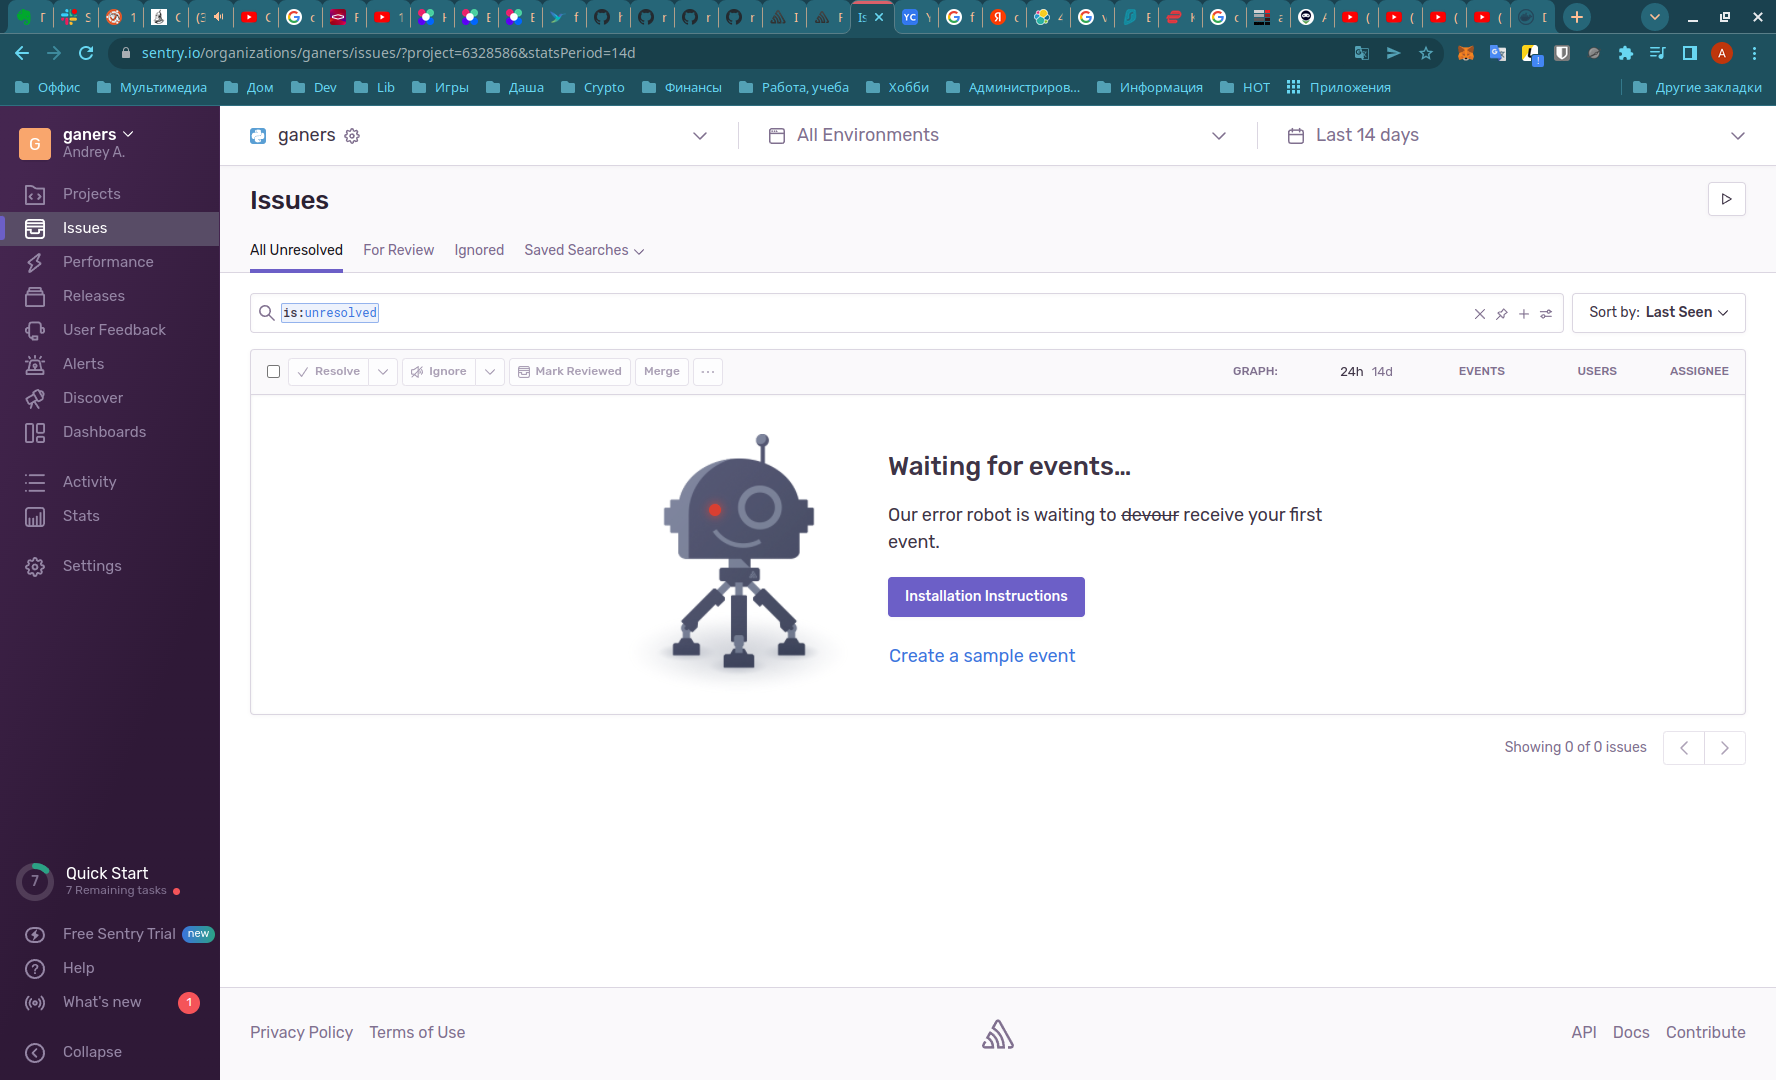 sentry.io/organizations/ganers/issues/?project=6328586&statsPeriod=14d
Оффис
Мультимедиа
Дом
Dev
Lib
Игры
Даша
Crypto
Финансы
Работа, учеба
Хобби
Администриров...
Информация
HOT
Приложения
Другие закладки
G
ganers
Andrey A.
Projects
Issues
Performance
Releases
User Feedback
Alerts
Discover
Dashboards
Activity
Stats
Settings
7
Quick Start
7 Remaining tasks
Free Sentry Trial new
Help
What's new 1
Collapse
ganers
All Environments
Last 14 days
Issues
All Unresolved
For Review
Ignored
Saved Searches
is:unresolved
Sort by: Last Seen
Resolve
Ignore
Mark Reviewed
Merge
GRAPH: 24h 14d
EVENTS
USERS
ASSIGNEE
Waiting for events...
Our error robot is waiting to devour receive your first
event.
Installation Instructions
Create a sample event
Showing 0 of 0 issues
Privacy Policy
Terms of Use
API
Docs
Contribute